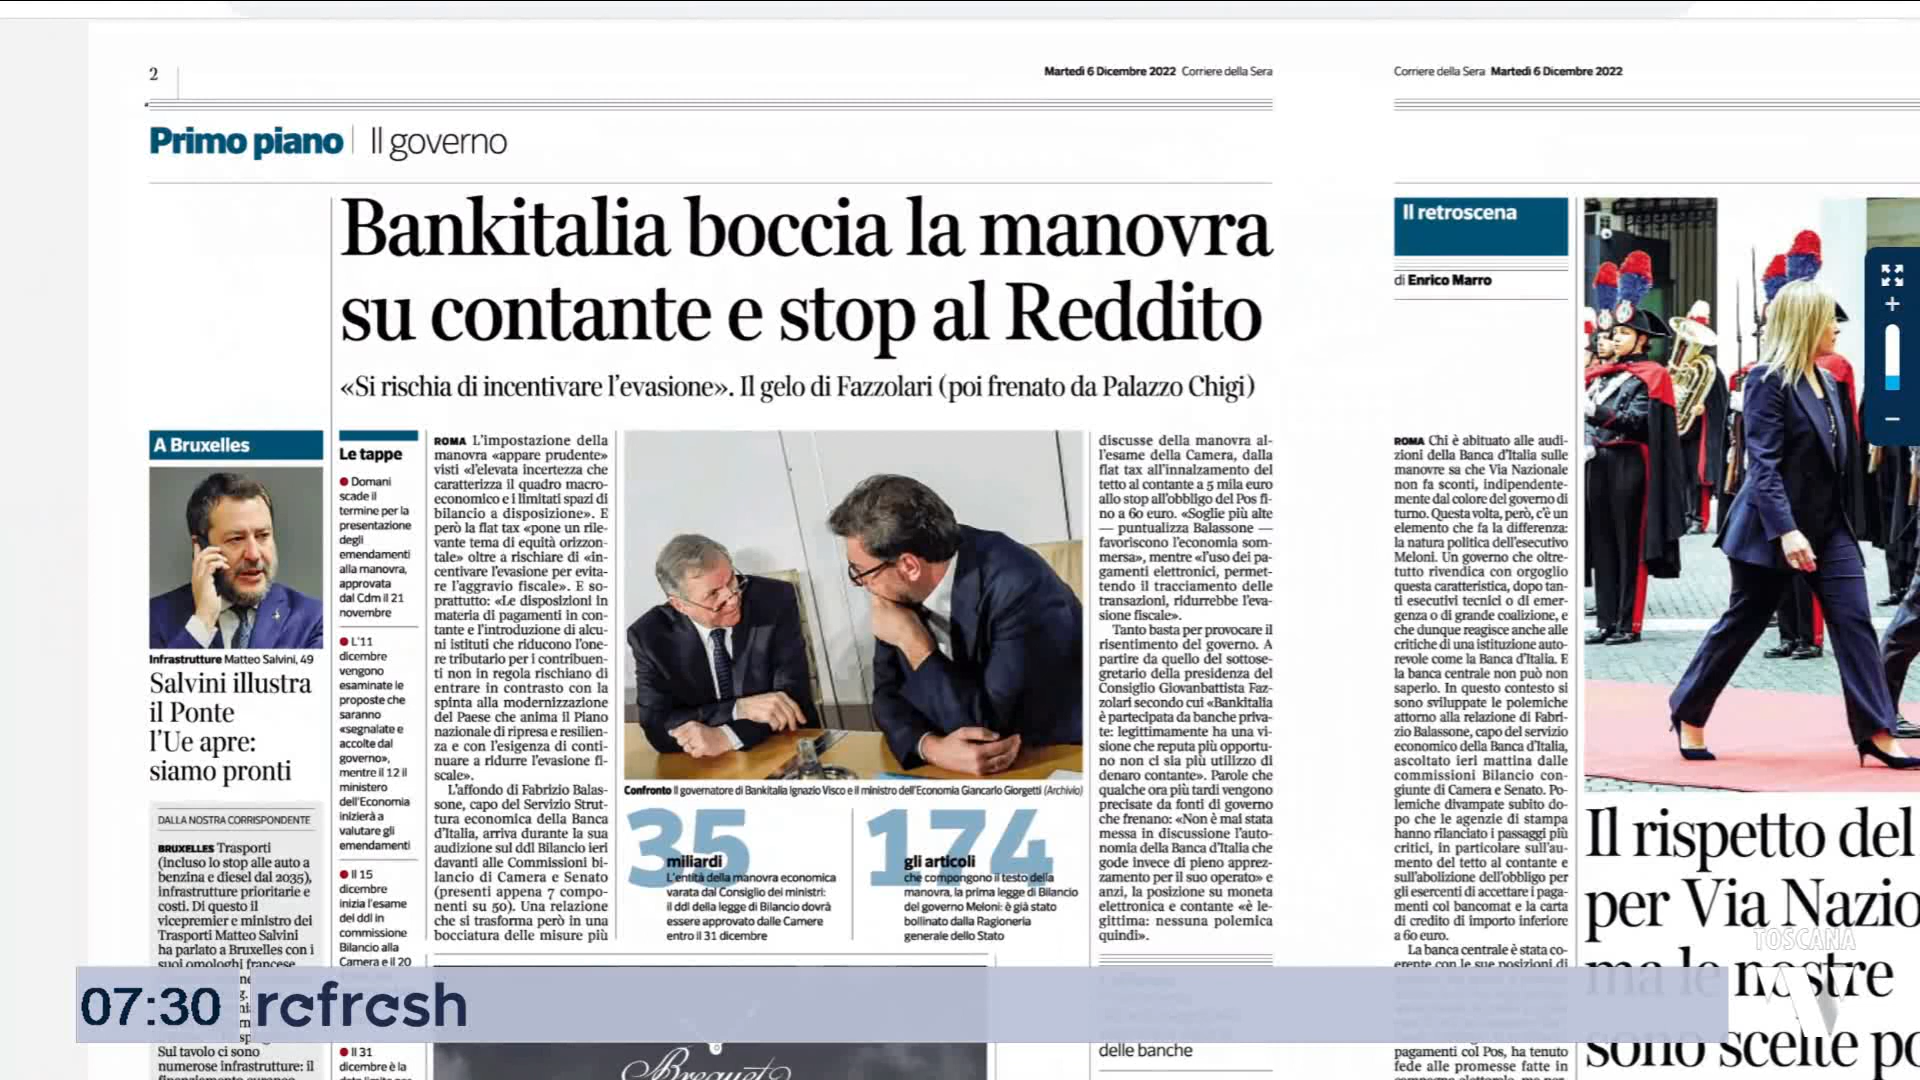 2
Martedì 6 Dicembre 2022 Corriere della Sera
Primo piano Il governo
Bankitalia boccia la manovra
su contante e stop al Reddito
«Si rischia di incentivare l'evasione». Il gelo di Fazzolari (poi frenato da Palazzo Chigi)
A Bruxelles
Infrastrutture Matteo Salvini, 49
Salvini illustra
il Ponte
l'Ue apre:
siamo pronti
DALLA NOSTRA CORRISPONDENTE
BRUXELLES Trasporti
(incluso lo stop alle auto a
benzina e diesel dal 2035),
infrastrutture prioritarie e
costi. Di questo il
vicepremier e ministro dei
Trasporti Matteo Salvini
ha parlato a Bruxelles con i
suoi omologhi francese
Sul tavolo ci sono
numerose infrastrutture: il
Le tappe
Domani
scade il
termine per la
presentazione
degli
emendamenti
alla manovra,
approvata
dal Cdm il 21
novembre
L'11
dicembre
vengono
esaminate le
proposte che
saranno
«segnalate e
accolte dal
governo»,
mentre il 12 il
ministero
dell'Economia
inizierà a
valutare gli
emendamenti
Il 15
dicembre
inizia l'esame
del ddl in
commissione
Bilancio alla
Camera e il 20
Il 31
dicembre è la
ROMA L'impostazione della
manovra «appare prudente»
visti «l'elevata incertezza che
caratterizza il quadro macro-
economico e i limitati spazi di
bilancio a disposizione». E
però la flat tax «pone un rile-
vante tema di equità orizzon-
tale» oltre a rischiare di «in-
centivare l'evasione per evita-
re l'aggravio fiscale». E so-
prattutto: «Le disposizioni in
materia di pagamenti in con-
tante e l'introduzione di alcu-
ni istituti che riducono l'one-
re tributario per i contribuen-
ti non in regola rischiano di
entrare in contrasto con la
spinta alla modernizzazione
del Paese che anima il Piano
nazionale di ripresa e resilien-
za e con l'esigenza di conti-
nuare a ridurre l'evasione fi-
scale».
L'affondo di Fabrizio Balas-
sone, capo del Servizio Strut-
tura economica della Banca
d'Italia, arriva durante la sua
audizione sul ddl Bilancio ieri
davanti alle Commissioni bi-
lancio di Camera e Senato
(presenti appena 7 compo-
nenti su 50). Una relazione
che si trasforma però in una
bocciatura delle misure più
Confronto Il governatore di Bankitalia Ignazio Visco e il ministro dell'Economia Giancarlo Giorgetti (Archivio)
35
miliardi
L'entità della manovra economica
varata dal Consiglio dei ministri:
il ddl della legge di Bilancio dovrà
essere approvato dalle Camere
entro il 31 dicembre
174
gli articoli
che compongono il testo della
manovra, la prima legge di Bilancio
del governo Meloni: è già stato
bollinato dalla Ragioneria
generale dello Stato
discusse della manovra al-
l'esame della Camera, dalla
flat tax all'innalzamento del
tetto al contante a 5 mila euro
allo stop all'obbligo del Pos fi-
no a 60 euro. «Soglie più alte
— puntualizza Balassone —
favoriscono l'economia som-
mersa», mentre «l'uso dei pa-
gamenti elettronici, permet-
tendo il tracciamento delle
transazioni, ridurrebbe l'eva-
sione fiscale».
Tanto basta per provocare il
risentimento del governo. A
partire da quello del sottose-
gretario della presidenza del
Consiglio Giovanbattista Faz-
zolari secondo cui «Bankitalia
è partecipata da banche priva-
te: legittimamente ha una vi-
sione che reputa più opportu-
no non ci sia più utilizzo di
denaro contante». Parole che
qualche ora più tardi vengono
precisate da fonti di governo
che frenano: «Non è mai stata
messa in discussione l'auto-
nomia della Banca d'Italia che
gode invece di pieno apprez-
zamento per il suo operato» e
anzi, la posizione su moneta
elettronica e contante «è le-
gittima: nessuna polemica
quindi».
delle banche
Breguet
Corriere della Sera Martedì 6 Dicembre 2022
Il retroscena
di Enrico Marro
ROMA Chi è abituato alle audi-
zioni della Banca d'Italia sulle
manovre sa che Via Nazionale
non fa sconti, indipendente-
mente dal colore del governo di
turno. Questa volta, però, c'è un
elemento che fa la differenza:
la natura politica dell'esecutivo
Meloni. Un governo che oltre-
tutto rivendica con orgoglio
questa caratteristica, dopo tan-
ti esecutivi tecnici o di emer-
genza o di grande coalizione, e
che dunque reagisce anche alle
critiche di una istituzione auto-
revole come la Banca d'Italia. E
la banca centrale non può non
saperlo. In questo contesto si
sono sviluppate le polemiche
attorno alla relazione di Fabri-
zio Balassone, capo del servizio
economico della Banca d'Italia,
ascoltato ieri mattina dalle
commissioni Bilancio con-
giunte di Camera e Senato. Po-
lemiche divampate subito do-
po che le agenzie di stampa
hanno rilanciato i passaggi più
critici, in particolare sull'au-
mento del tetto al contante e
sull'abolizione dell'obbligo per
gli esercenti di accettare i paga-
menti col bancomat e la carta
di credito di importo inferiore
a 60 euro.
La banca centrale è stata co-
erente con le sue posizioni di
pagamenti col Pos, ha tenuto
fede alle promesse fatte in
Il rispetto del
per Via Nazio
ma le nostre
sono scelte po
TOSCANA
07:30 refresh